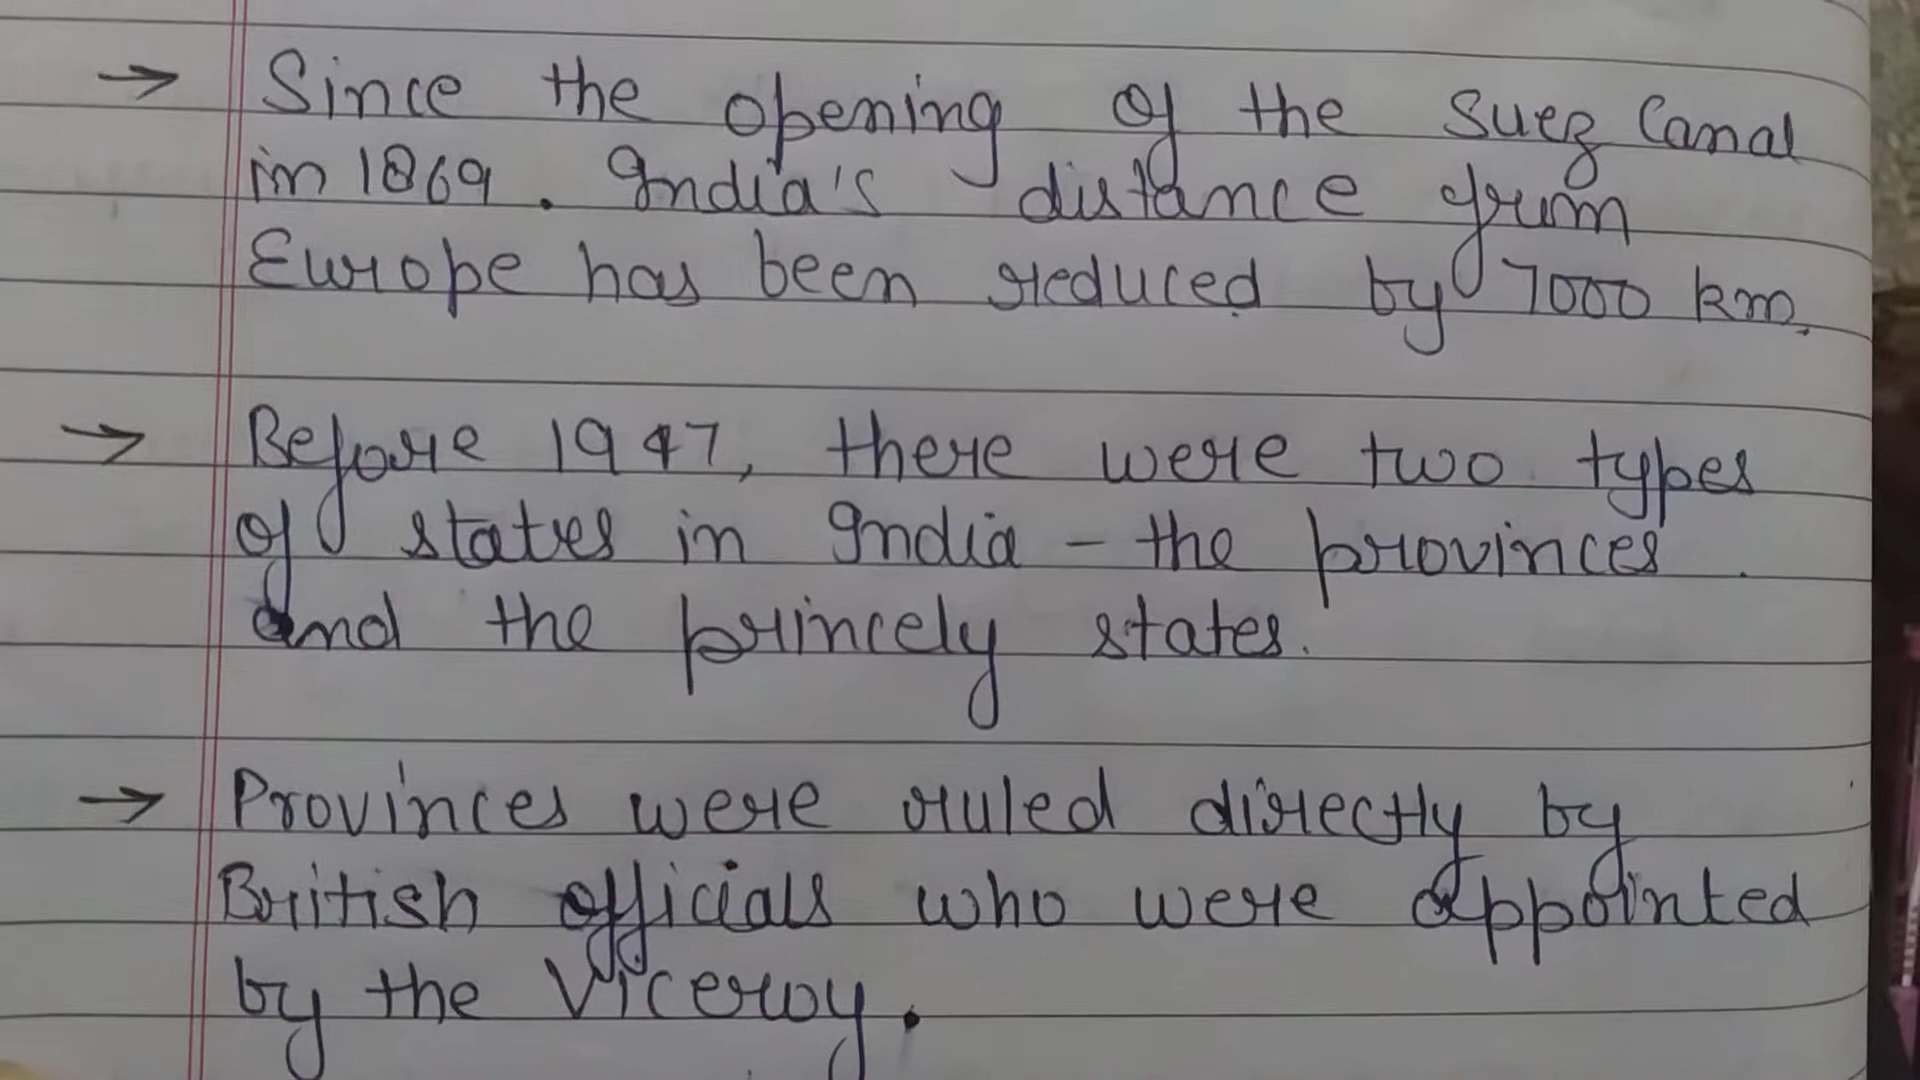 → Since the opening of the Suez Canal
in 1869. India's distance from
Europe has been reduced by 7000 km.
→ Before 1947, there were two types
of states in India - the provinces
and the princely states.
→ Provinces were ruled directly by
British officials who were appointed
by the Viceroy.